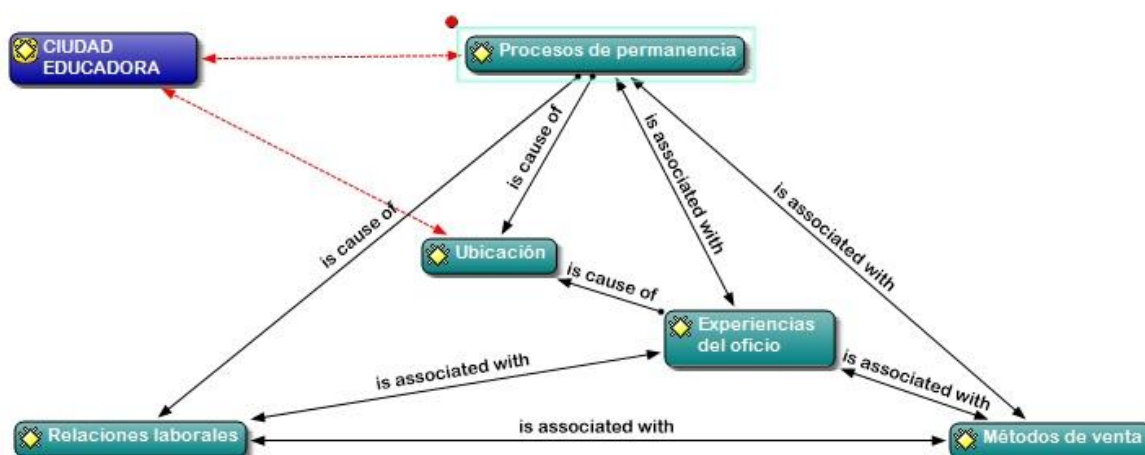 CIUDAD
EDUCADORA
Procesos de permanencia
is cause of
is cause of
is associated with
is associated with
Ubicación
is cause of
Experiencias
del oficio
is associated with
is associated with
Relaciones laborales
is associated with
Métodos de venta